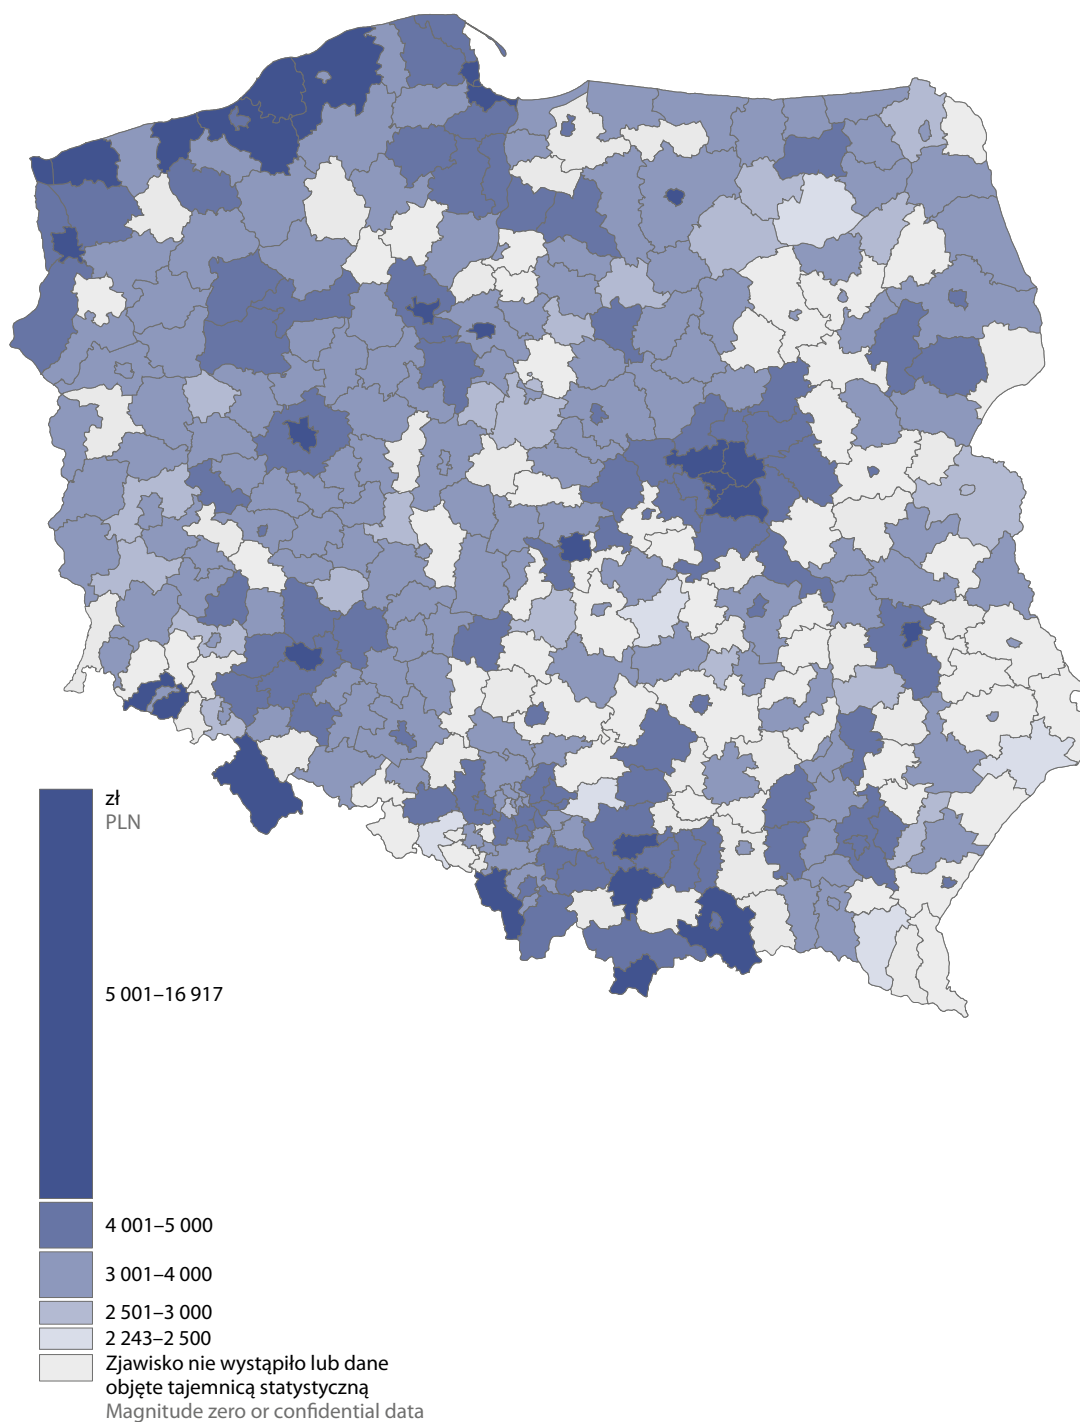 zł
PLN
5 001–16 917
4 001–5 000
3 001–4 000
2 501–3 000
2 243–2 500
Zjawisko nie wystąpiło lub dane
objęte tajemnicą statystyczną
Magnitude zero or confidential data